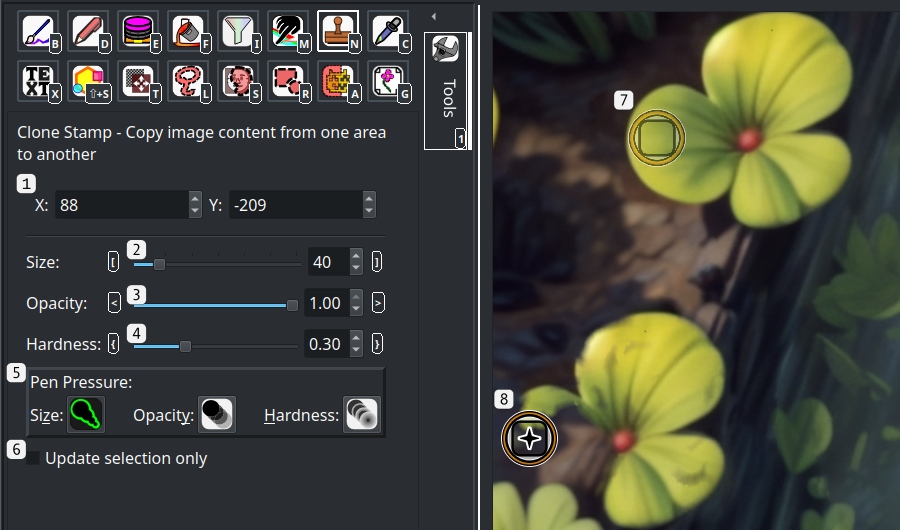 B D E F I M N C
TEXT X ⇧+S T L S R A G
Clone Stamp - Copy image content from one area
to another
Tools
1
1
X: 88 Y: -209
2
Size: [ 40 ]
3
Opacity: < 1.00 >
4
Hardness: { 0.30 }
5
Pen Pressure:
Size: Opacity: Hardness:
6
Update selection only
7
8